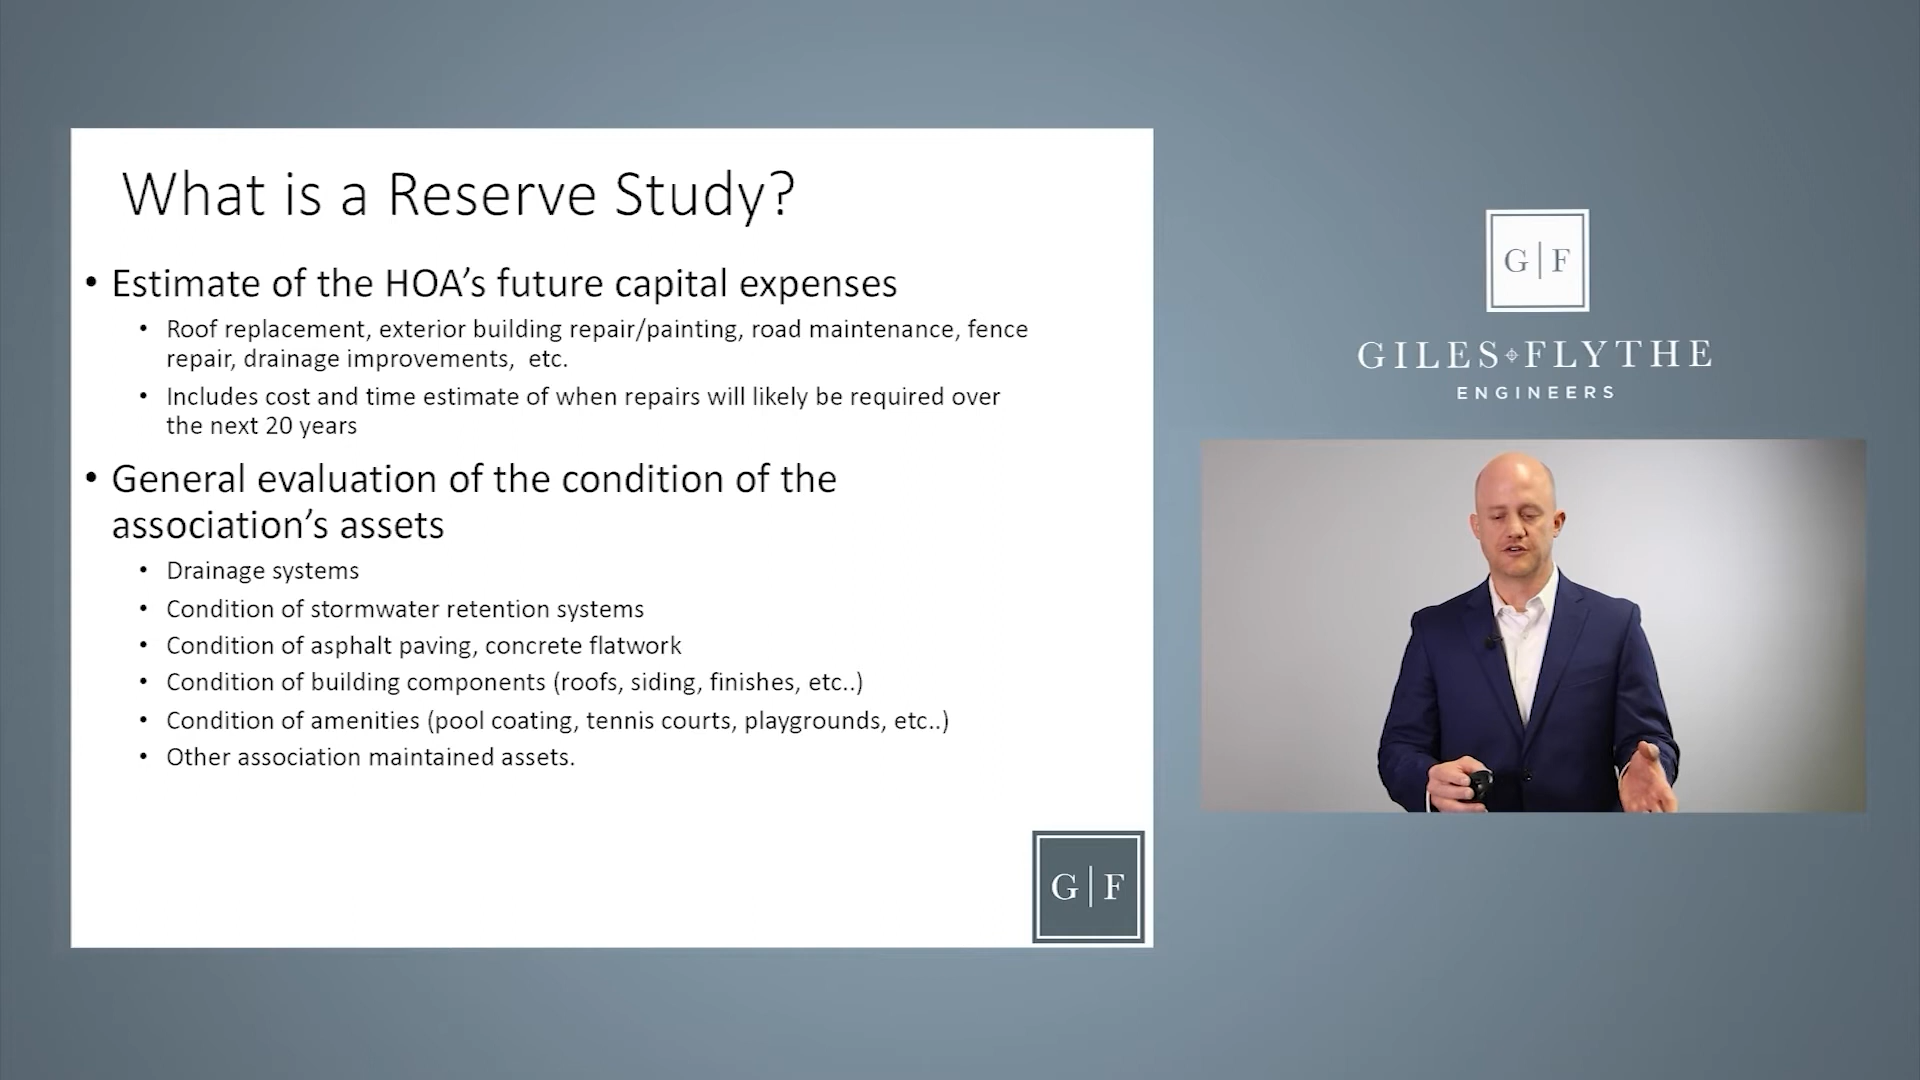 What is a Reserve Study?
• Estimate of the HOA’s future capital expenses
• Roof replacement, exterior building repair/painting, road maintenance, fence
repair, drainage improvements, etc.
• Includes cost and time estimate of when repairs will likely be required over
the next 20 years
• General evaluation of the condition of the
association’s assets
• Drainage systems
• Condition of stormwater retention systems
• Condition of asphalt paving, concrete flatwork
• Condition of building components (roofs, siding, finishes, etc..)
• Condition of amenities (pool coating, tennis courts, playgrounds, etc..)
• Other association maintained assets.
G|F
G|F
GILES FLYTHE
ENGINEERS